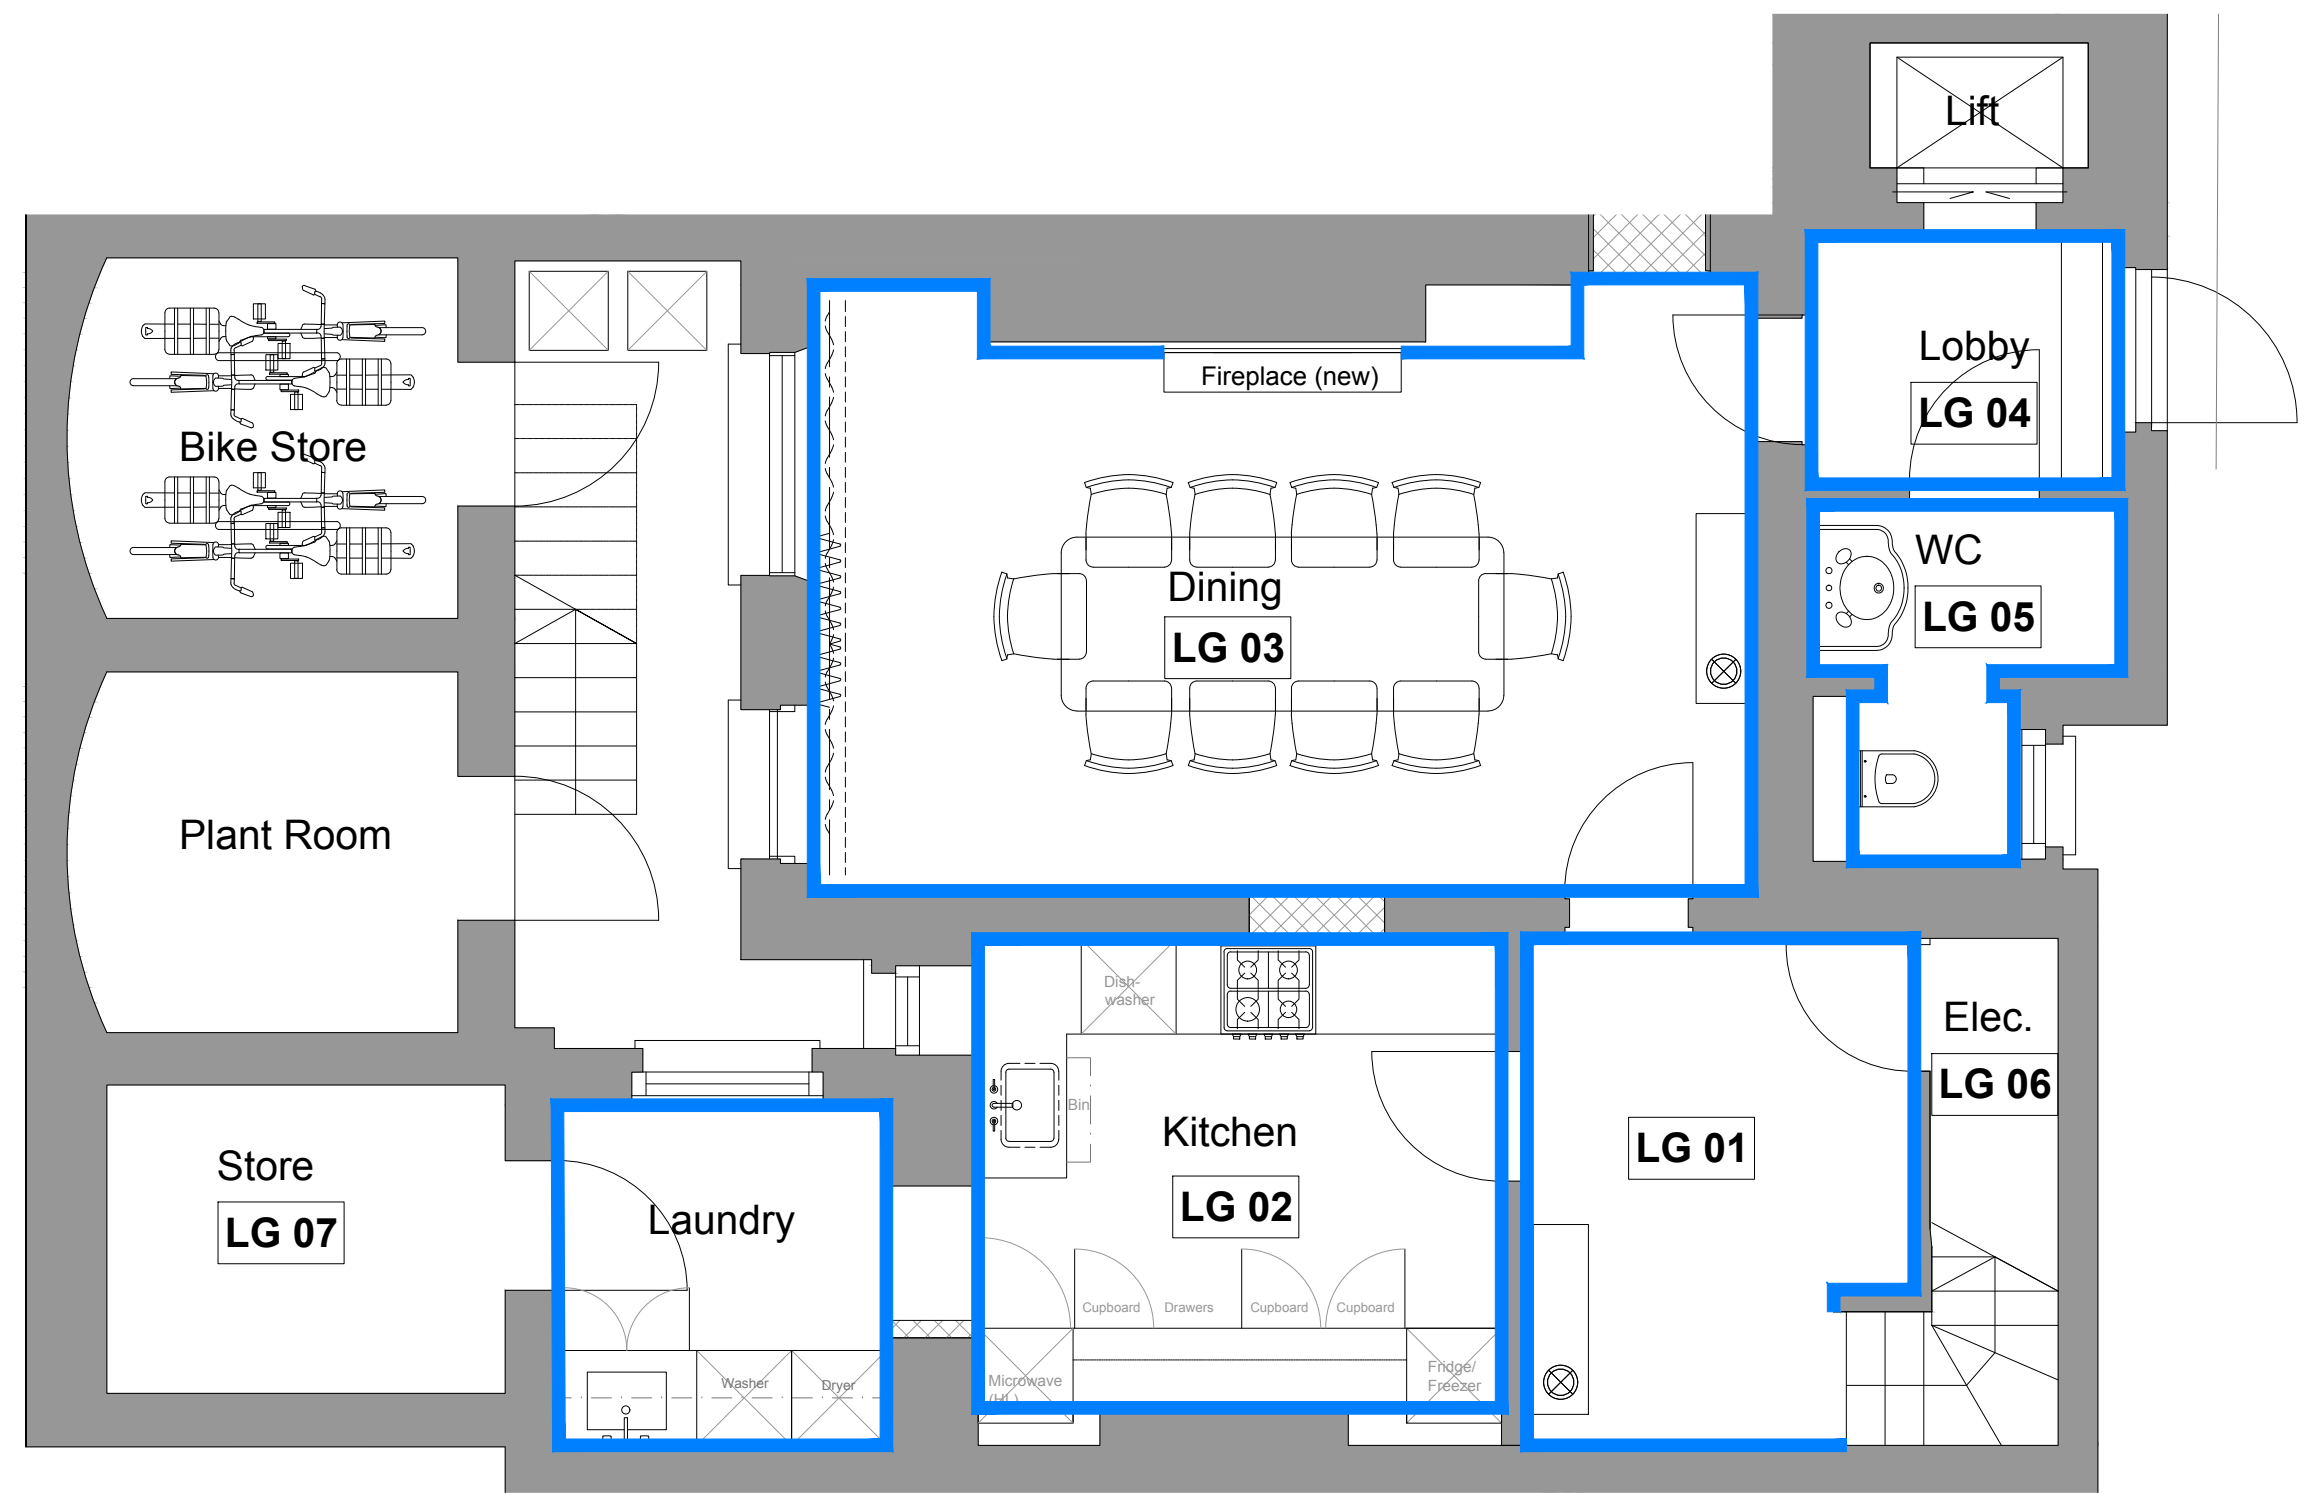 Lift
Lobby
LG 04
Fireplace (new)
Bike Store
WC
LG 05
Dining
LG 03
Plant Room
Dish-
washer
Elec.
LG 06
Bin
Kitchen
LG 02
LG 01
Store
LG 07
Laundry
Cupboard
Drawers
Cupboard
Cupboard
Microwave
(HL)
Fridge/
Freezer
Washer
Dryer